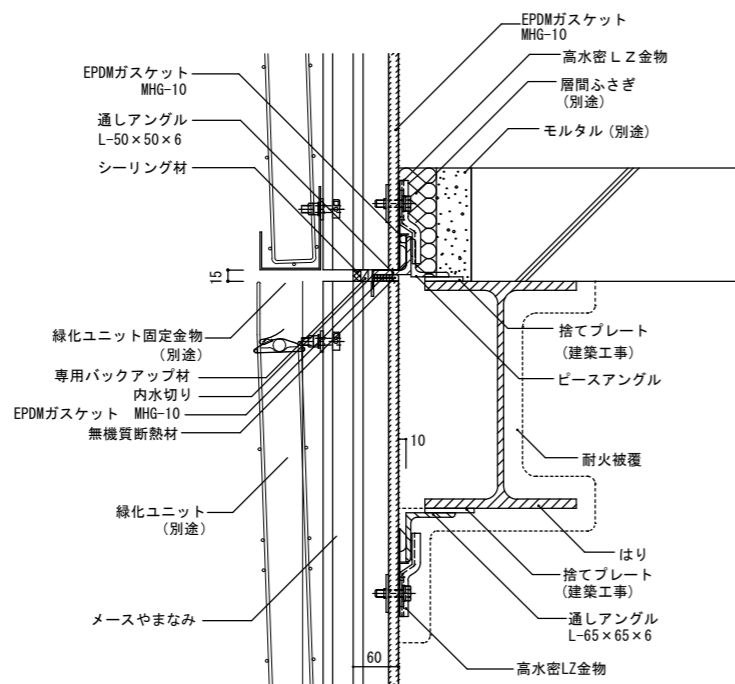 EPDMガスケット
MHG-10
高水密ＬＺ金物
層間ふさぎ
(別途)
モルタル(別途)
EPDMガスケット
MHG-10
通しアングル
L-50×50×6
シーリング材
15
緑化ユニット固定金物
(別途)
専用バックアップ材
内水切り
EPDMガスケット　MHG-10
無機質断熱材
緑化ユニット
(別途)
メースやまなみ
捨てプレート
(建築工事)
ピースアングル
10
耐火被覆
はり
捨てプレート
(建築工事)
通しアングル
L-65×65×6
60
高水密LZ金物